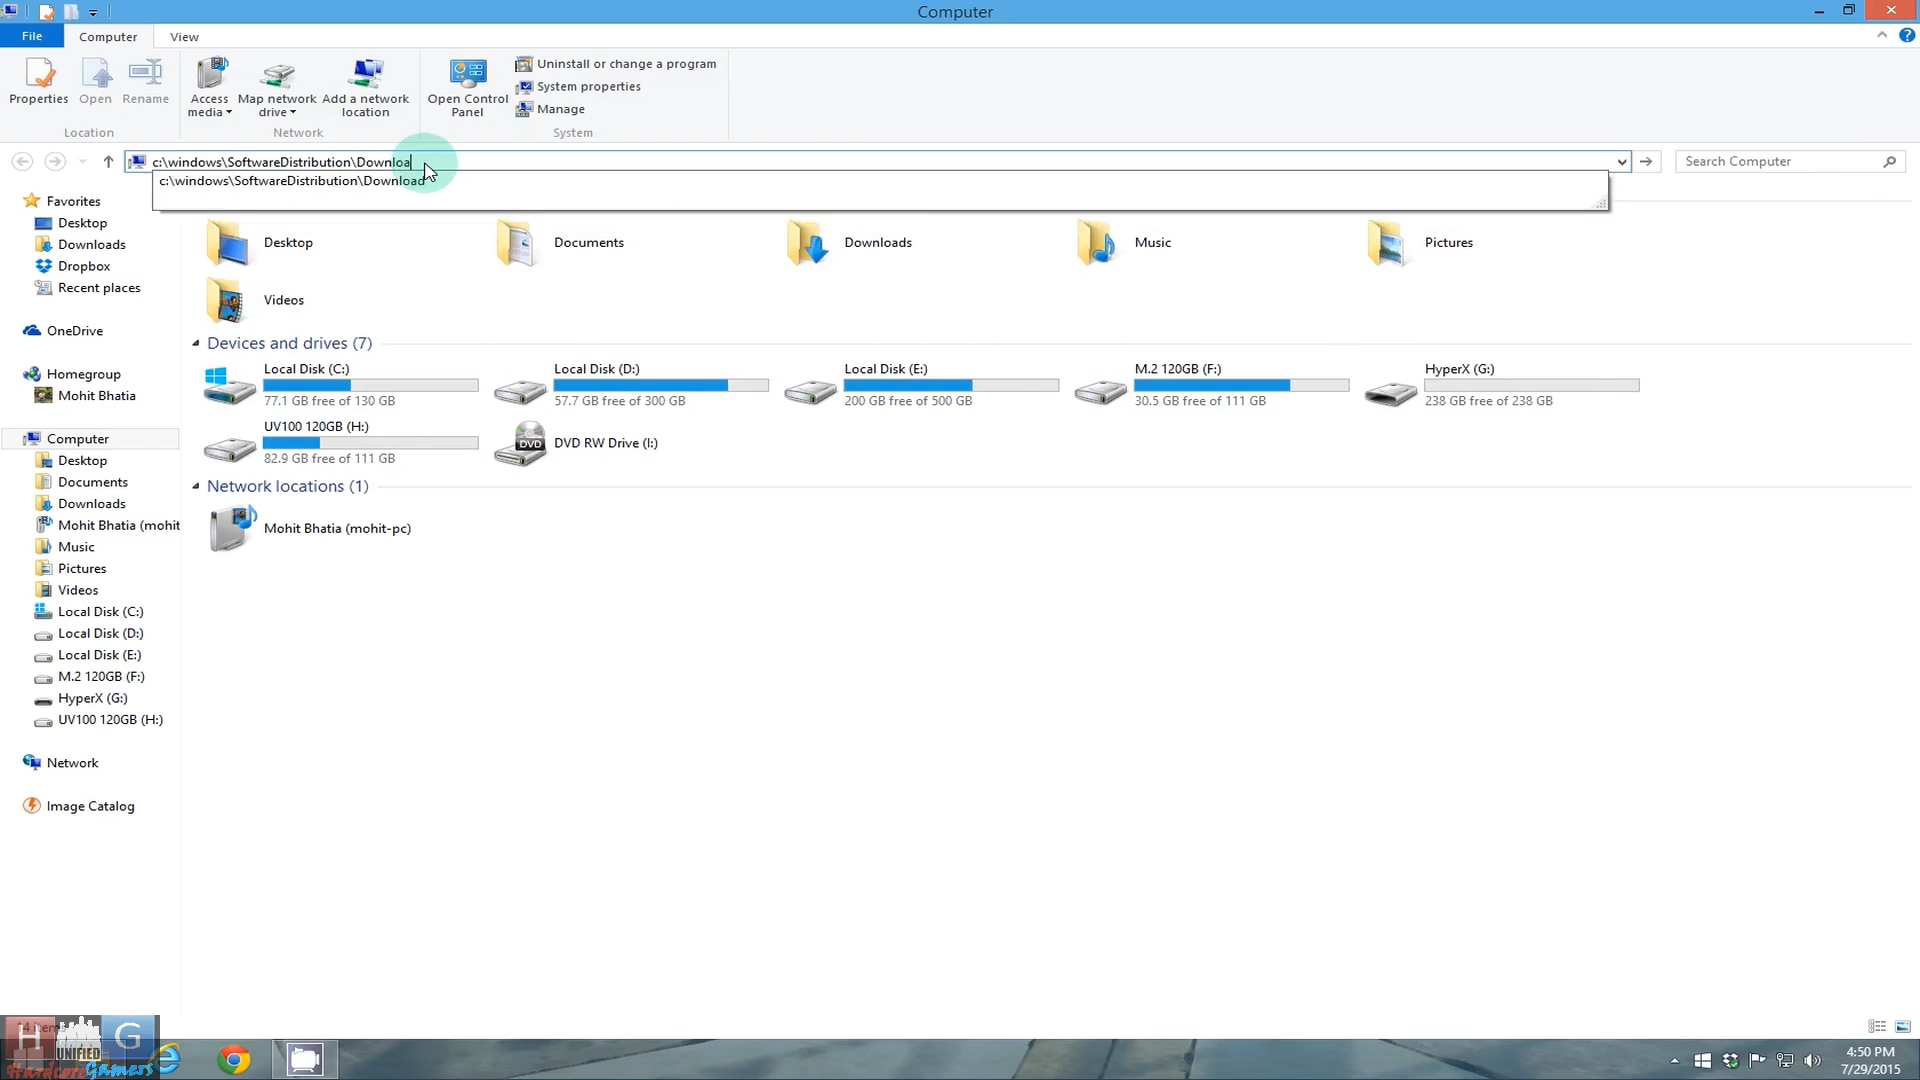 Computer
File
Computer
View
Properties
Open
Rename
Access media
Map network drive
Add a network location
Open Control Panel
Uninstall or change a program
System properties
Manage
Location
Network
System
c:\windows\SoftwareDistribution\Downloa
Search Computer
c:\windows\SoftwareDistribution\Download
Favorites
Desktop
Downloads
Dropbox
Recent places
OneDrive
Homegroup
Mohit Bhatia
Computer
Desktop
Documents
Downloads
Mohit Bhatia (mohit
Music
Pictures
Videos
Local Disk (C:)
Local Disk (D:)
Local Disk (E:)
M.2 120GB (F:)
HyperX (G:)
UV100 120GB (H:)
Network
Image Catalog
Desktop
Documents
Downloads
Music
Pictures
Videos
Devices and drives (7)
Local Disk (C:)
77.1 GB free of 130 GB
Local Disk (D:)
57.7 GB free of 300 GB
Local Disk (E:)
200 GB free of 500 GB
M.2 120GB (F:)
30.5 GB free of 111 GB
HyperX (G:)
238 GB free of 238 GB
UV100 120GB (H:)
82.9 GB free of 111 GB
DVD
DVD RW Drive (I:)
Network locations (1)
Mohit Bhatia (mohit-pc)
14 items
H
G
UNIFIED
HardcoreGamers
4:50 PM
7/29/2015